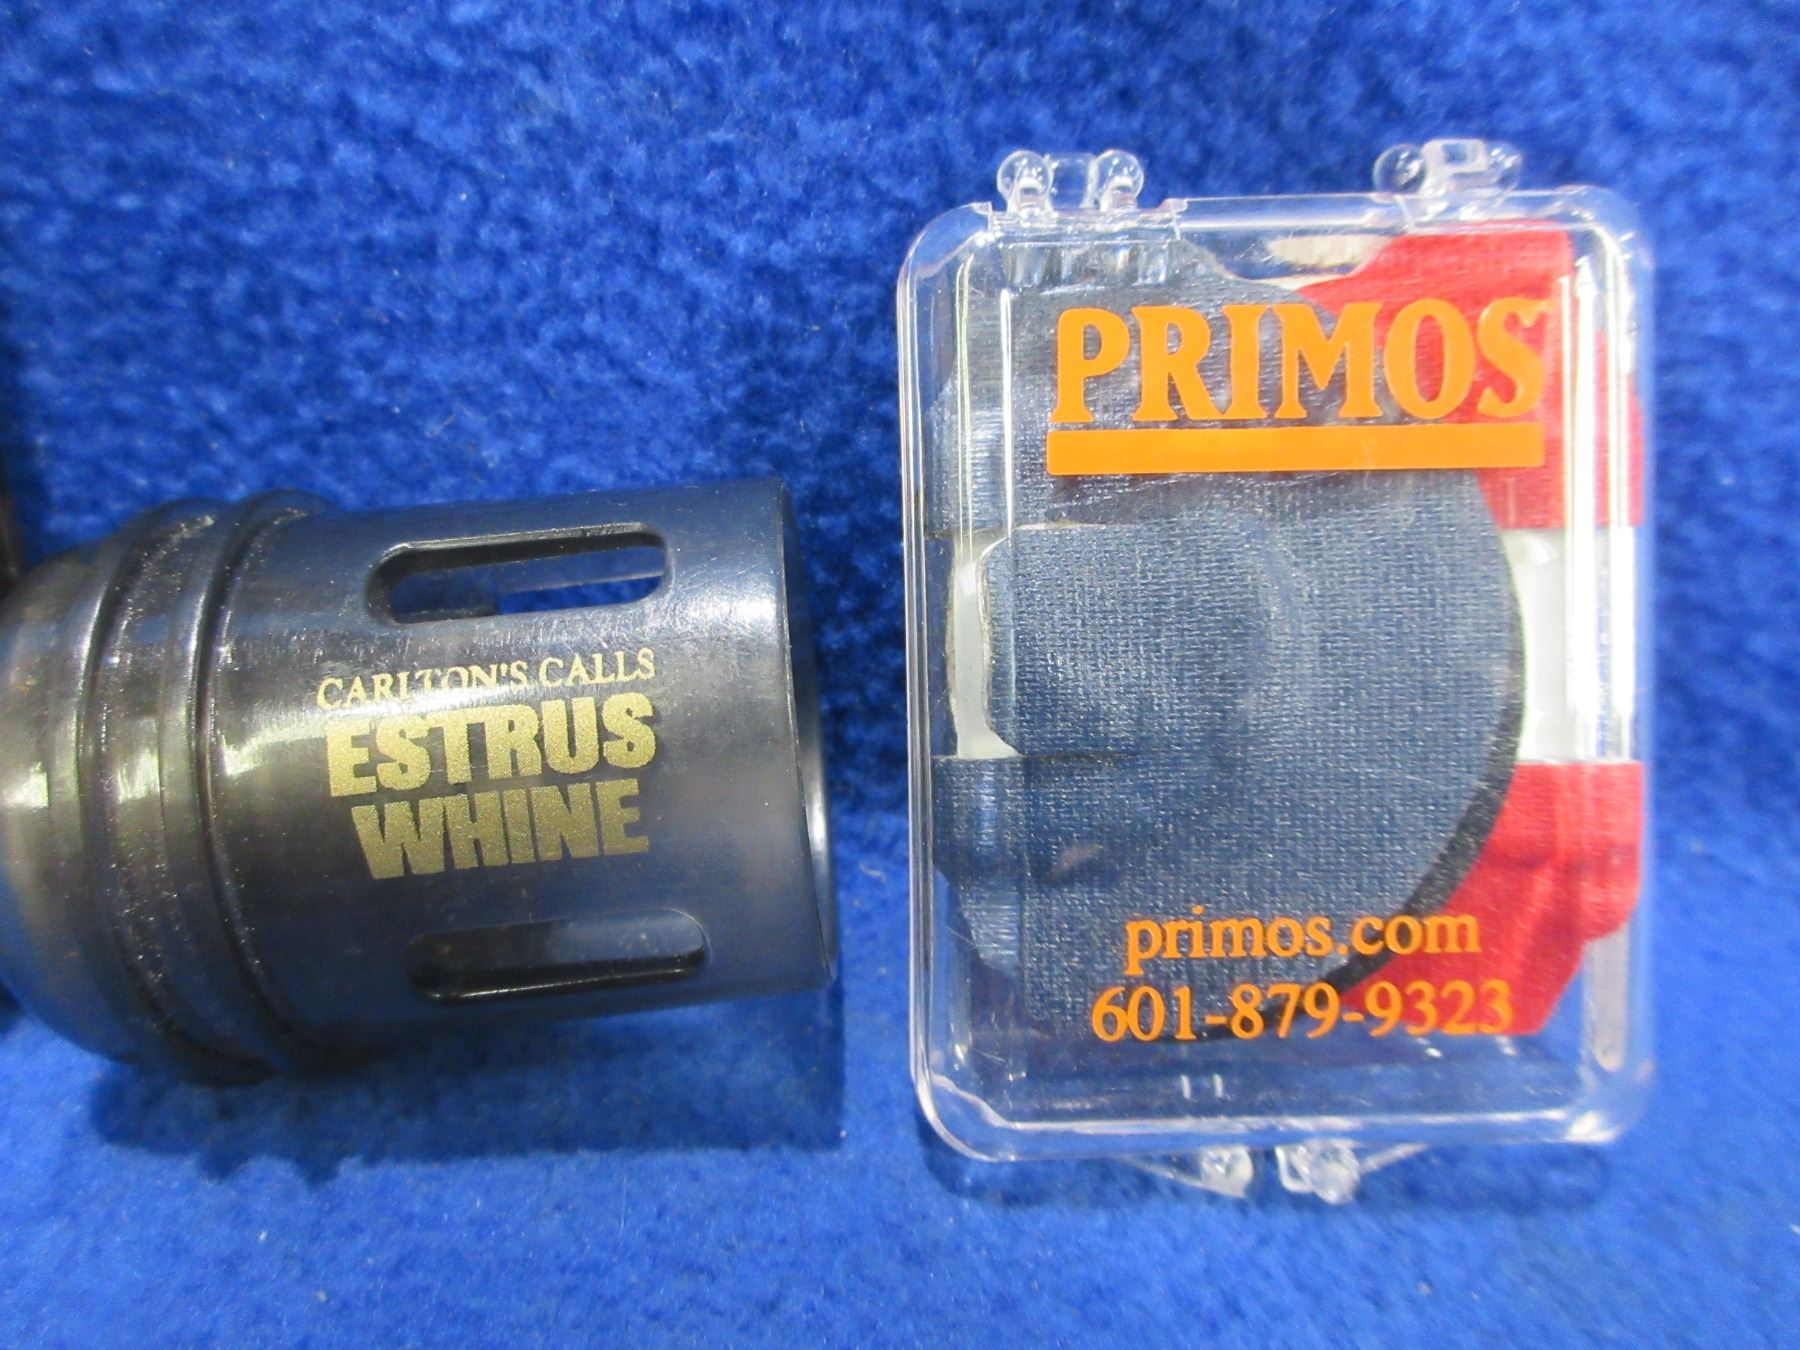 CARLTON'S CALLS
ESTRUS
WHINE
PRIMOS
primos.com
601-879-9323